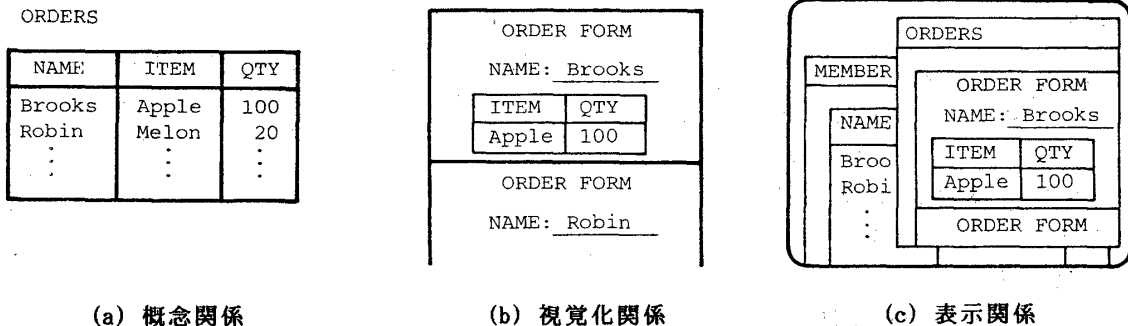 ORDERS
NAME ITEM QTY
Brooks Apple 100
Robin Melon 20
(a) 概念関係
ORDER FORM
NAME: Brooks
ITEM QTY
Apple 100
ORDER FORM
NAME: Robin
(b) 視覚化関係
ORDERS
MEMBER
ORDER FORM
NAME: Brooks
NAME
ITEM QTY
Broo
Apple 100
Robi
ORDER FORM
(c) 表示関係